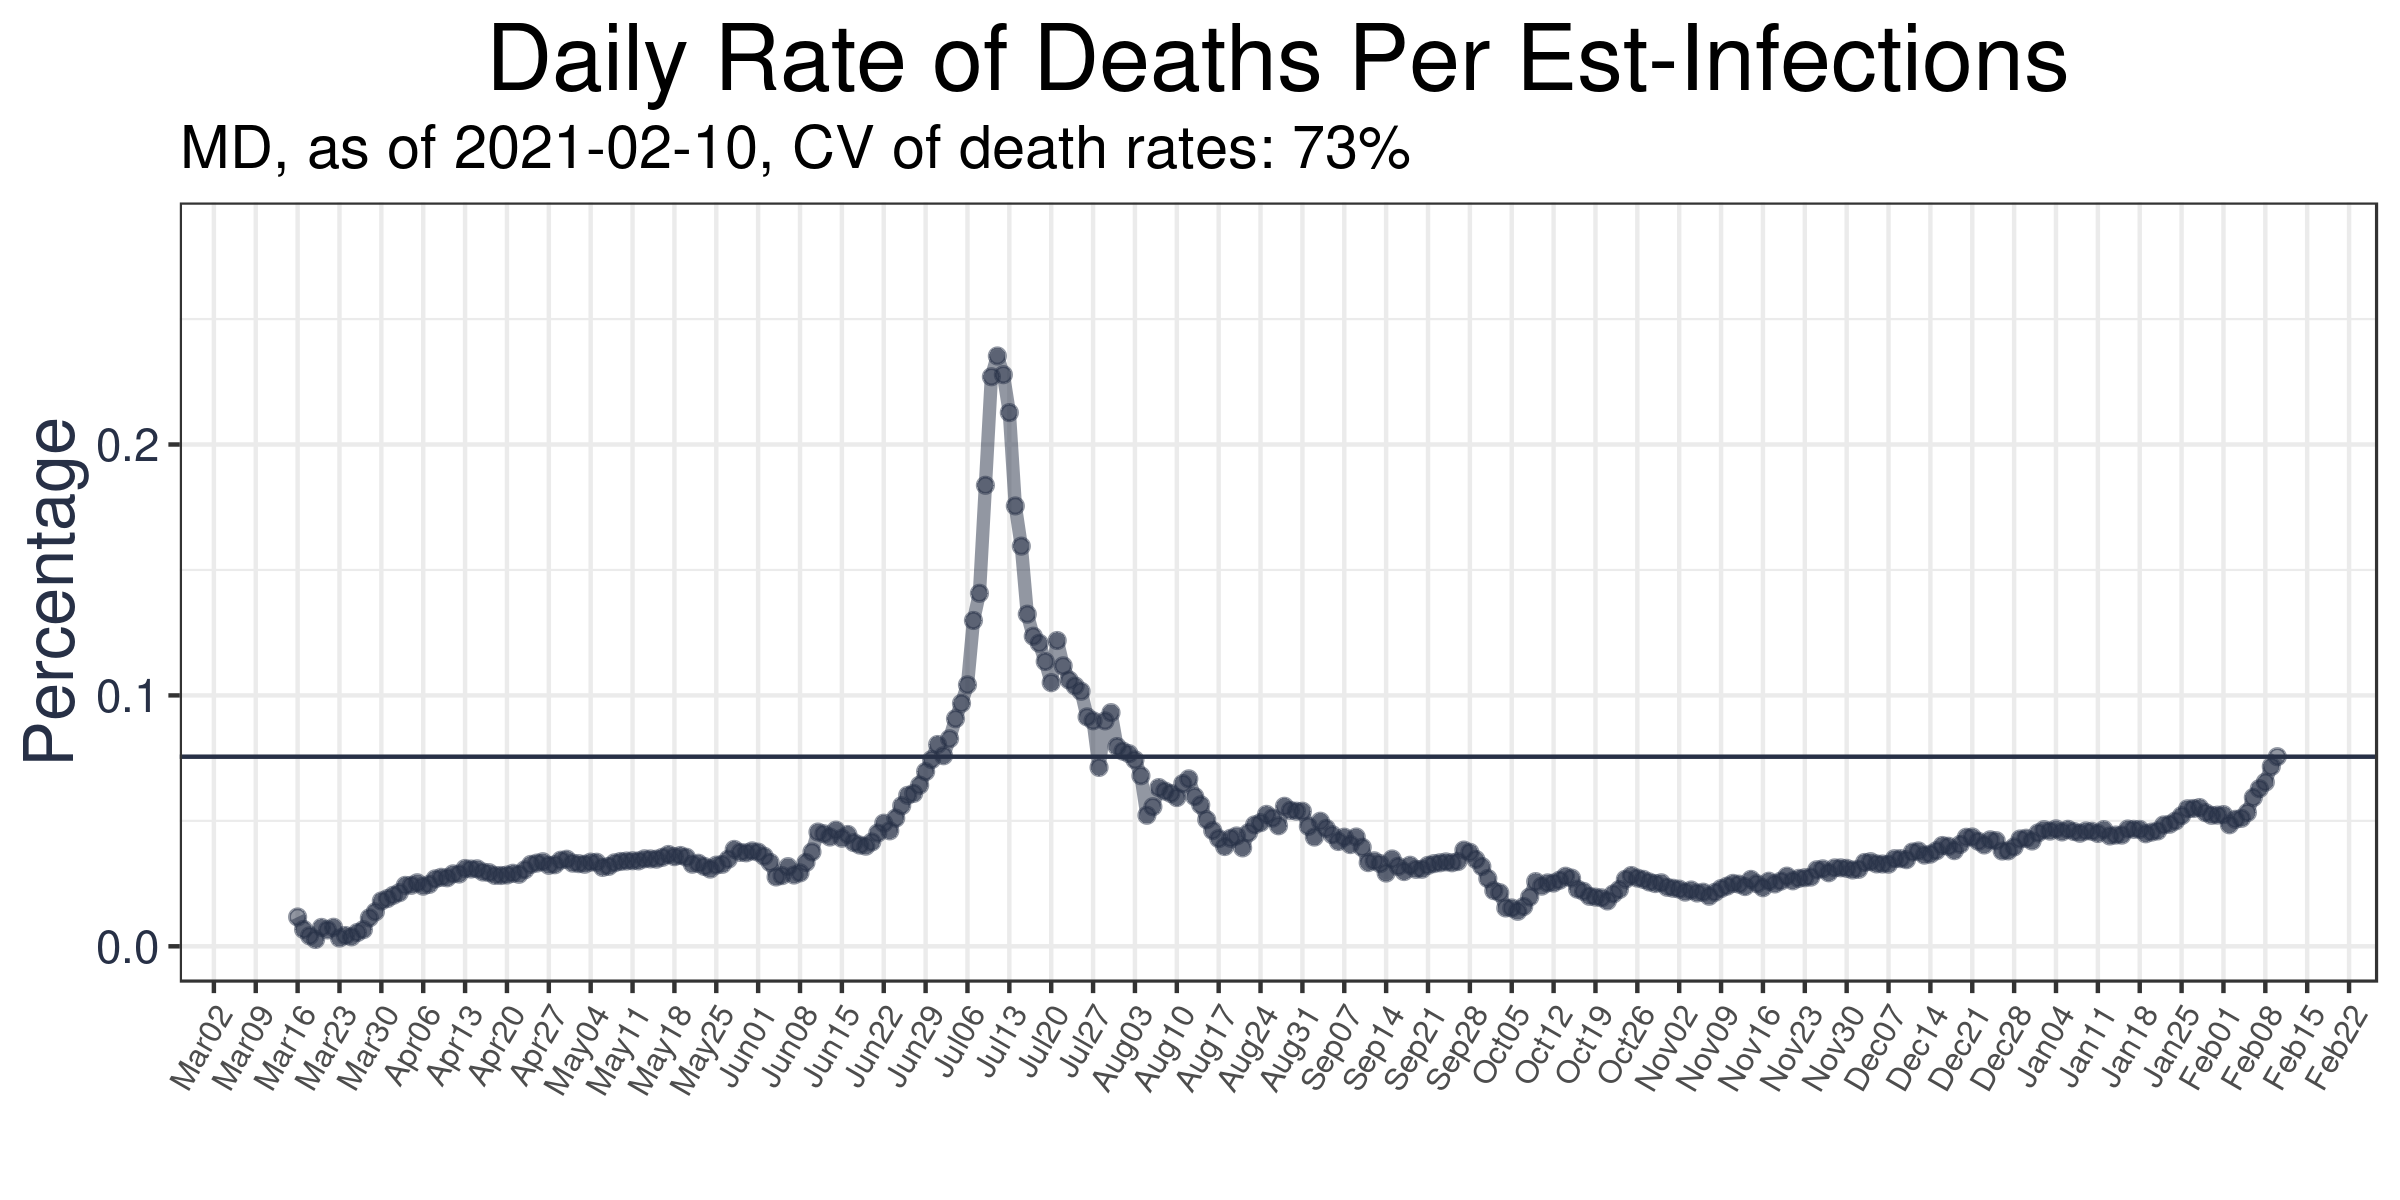 Daily Rate of Deaths Per Est-Infections
MD, as of 2021-02-10, CV of death rates: 73%
Percentage
0.2
0.1
0.0
Mar02 Mar09 Mar16 Mar23 Mar30 Apr06 Apr13 Apr20 Apr27 May04 May11 May18 May25 Jun01 Jun08 Jun15 Jun22 Jun29 Jul06 Jul13 Jul20 Jul27 Aug03 Aug10 Aug17 Aug24 Aug31 Sep07 Sep14 Sep21 Sep28 Oct05 Oct12 Oct19 Oct26 Nov02 Nov09 Nov16 Nov23 Nov30 Dec07 Dec14 Dec21 Dec28 Jan04 Jan11 Jan18 Jan25 Feb01 Feb08 Feb15 Feb22